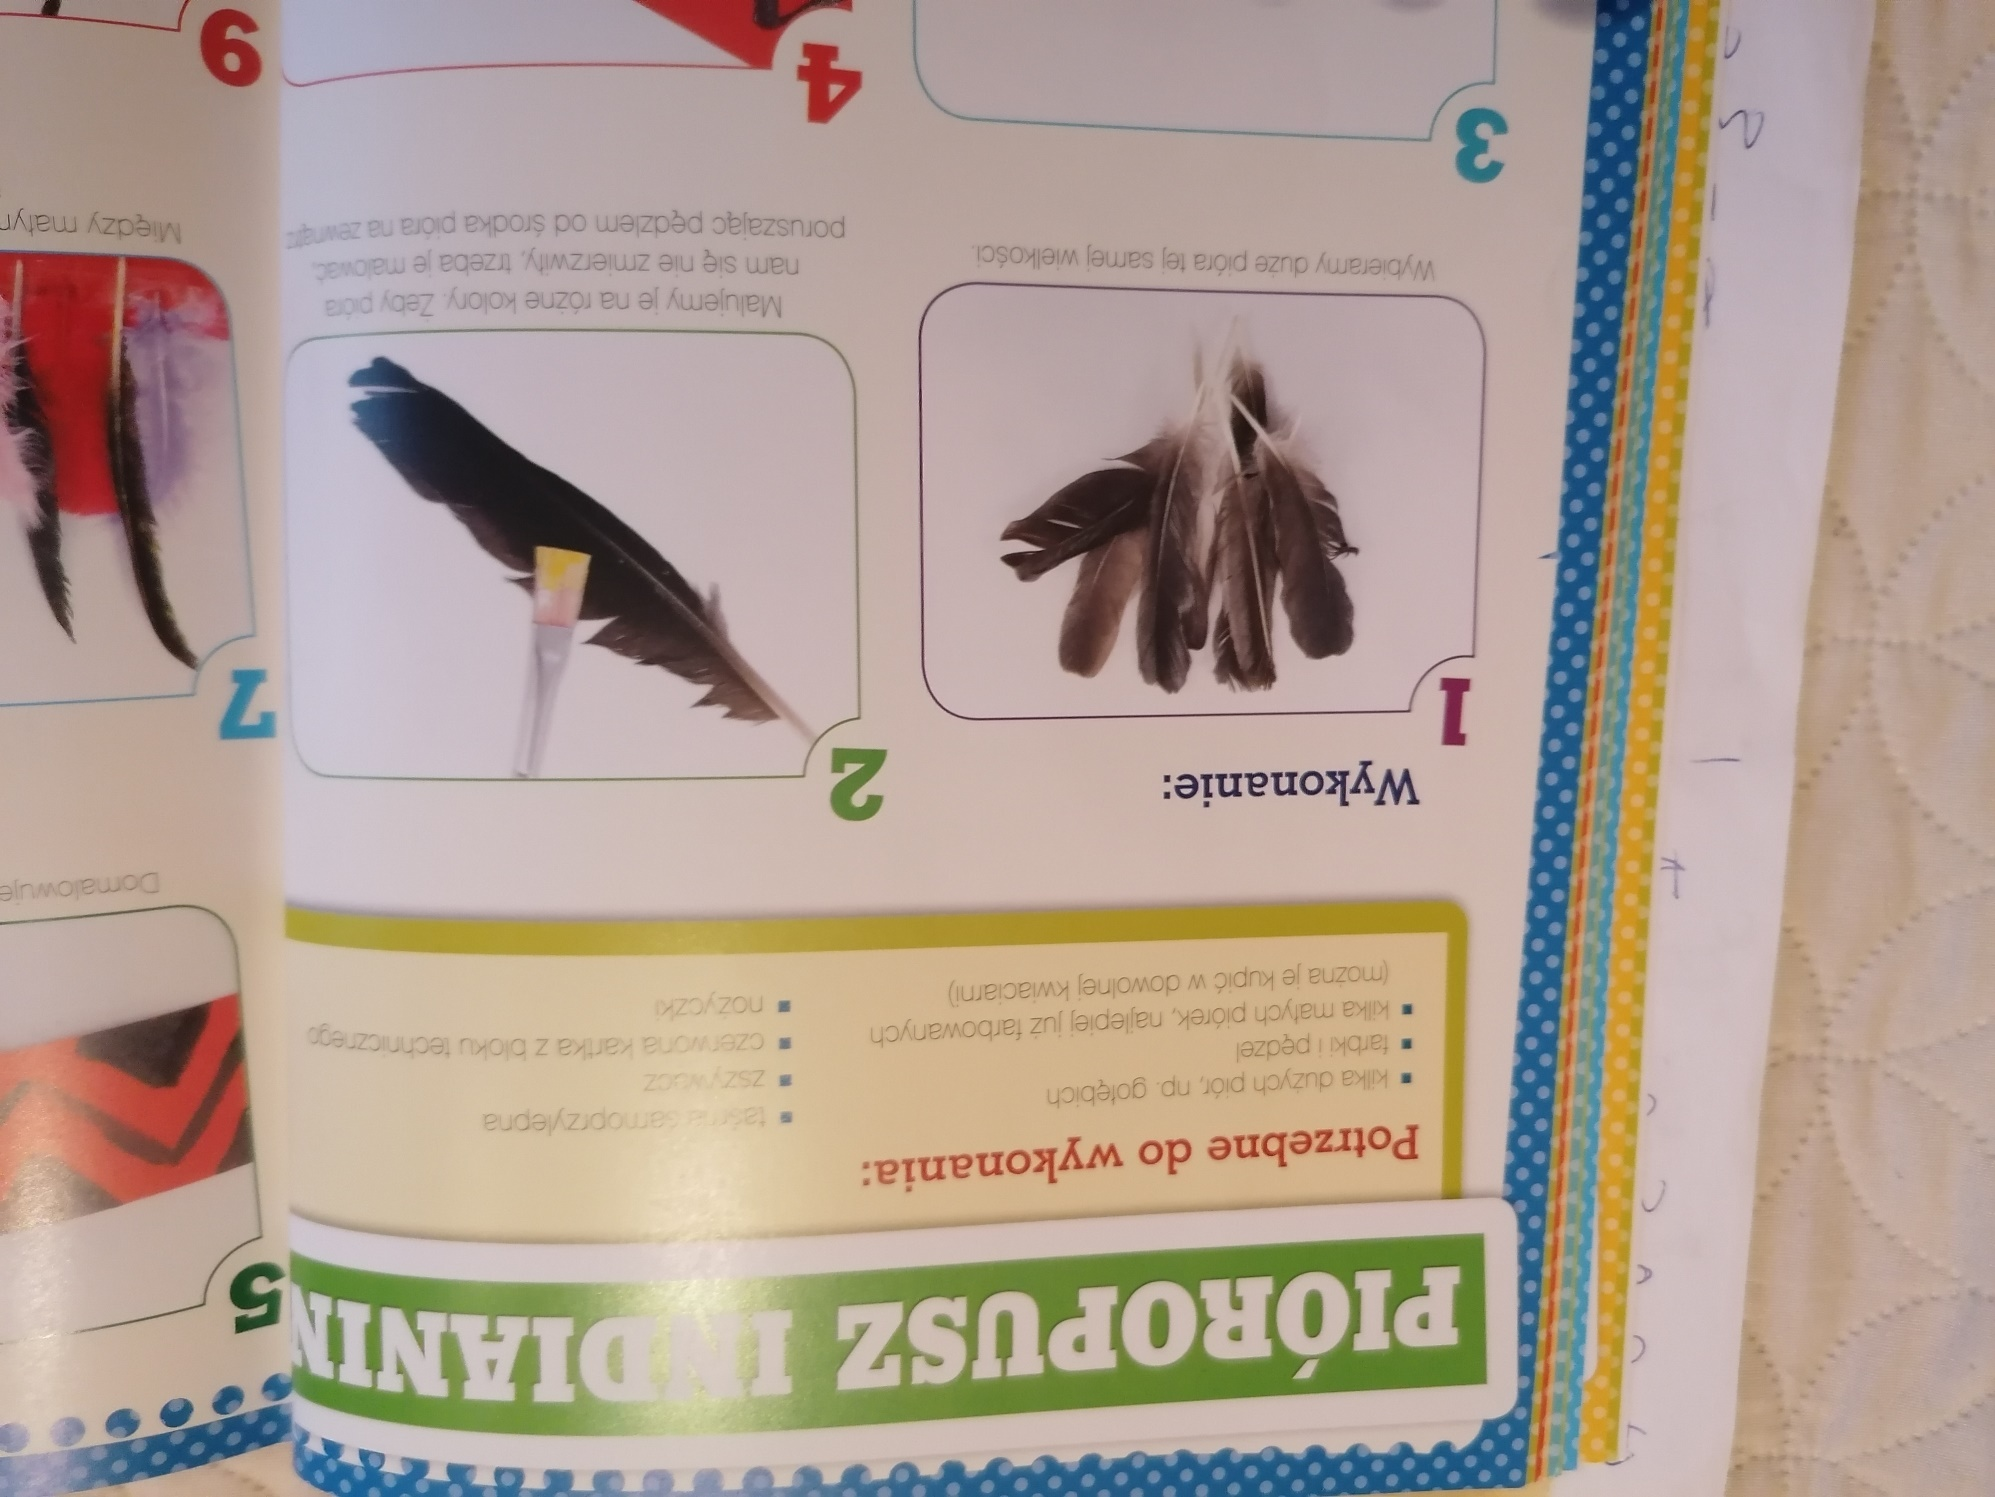 PIÓROPUSZ INDIANIN
Potrzebne do wykonania:
▪ kilka dużych piór, np. gołębich
▪ farbki i pędzel
▪ kilka małych piórek, najlepiej już farbowanych
(można je kupić w dowolnej kwiaciarni)
▪ taśma samoprzylepna
▪ zszywacz
▪ czerwona kartka z bloku technicznego
▪ nożyczki
Wykonanie:
1
Wybieramy duże pióra tej samej wielkości.
2
Malujemy je na różne kolory. Żeby pióra
nam się nie zmierzwiły, trzeba je malować,
poruszając pędzlem od środka pióra na zewnątrz
3
4
5
Domalowuje
7
Między małym
9